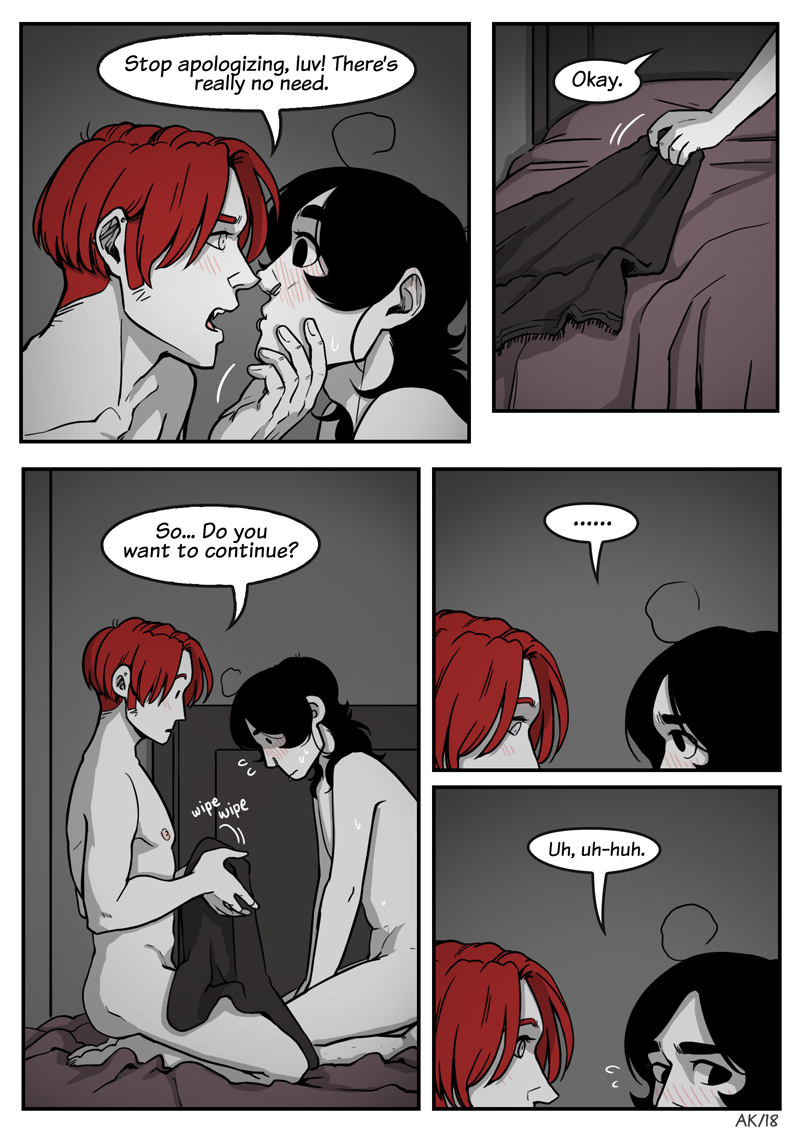 Stop apologizing, luv! There's
really no need.
Okay.
So... Do you
want to continue?
wipe
wipe
......
Uh, uh-huh.
AK/18